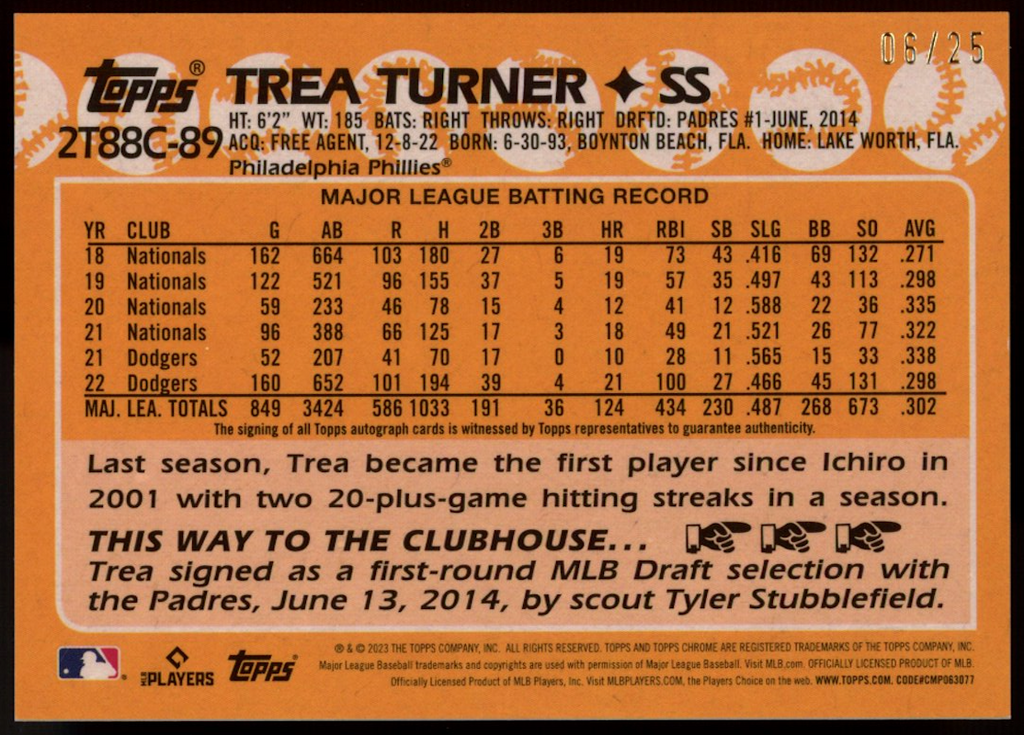 06/25
Topps® TREA TURNER ✦ SS
2T88C-89 HT: 6'2" WT: 185 BATS: RIGHT THROWS: RIGHT DRFTD: PADRES #1-JUNE, 2014
ACQ: FREE AGENT, 12-8-22 BORN: 6-30-93, BOYNTON BEACH, FLA. HOME: LAKE WORTH, FLA.
Philadelphia Phillies®
MAJOR LEAGUE BATTING RECORD
YR CLUB G AB R H 2B 3B HR RBI SB SLG BB SO AVG
18 Nationals 162 664 103 180 27 6 19 73 43 .416 69 132 .271
19 Nationals 122 521 96 155 37 5 19 57 35 .497 43 113 .298
20 Nationals 59 233 46 78 15 4 12 41 12 .588 22 36 .335
21 Nationals 96 388 66 125 17 3 18 49 21 .521 26 77 .322
21 Dodgers 52 207 41 70 17 0 10 28 11 .565 15 33 .338
22 Dodgers 160 652 101 194 39 4 21 100 27 .466 45 131 .298
MAJ. LEA. TOTALS 849 3424 586 1033 191 36 124 434 230 .487 268 673 .302
The signing of all Topps autograph cards is witnessed by Topps representatives to guarantee authenticity.
Last season, Trea became the first player since Ichiro in
2001 with two 20-plus-game hitting streaks in a season.
THIS WAY TO THE CLUBHOUSE...
Trea signed as a first-round MLB Draft selection with
the Padres, June 13, 2014, by scout Tyler Stubblefield.
® & © 2023 THE TOPPS COMPANY, INC. ALL RIGHTS RESERVED. TOPPS AND TOPPS CHROME ARE REGISTERED TRADEMARKS OF THE TOPPS COMPANY, INC.
Major League Baseball trademarks and copyrights are used with permission of Major League Baseball. Visit MLB.com. OFFICIALLY LICENSED PRODUCT OF MLB.
Officially Licensed Product of MLB Players, Inc. Visit MLBPLAYERS.COM, the Players Choice on the web. WWW.TOPPS.COM. CODE#CMP063077
MLB PLAYERS Topps®